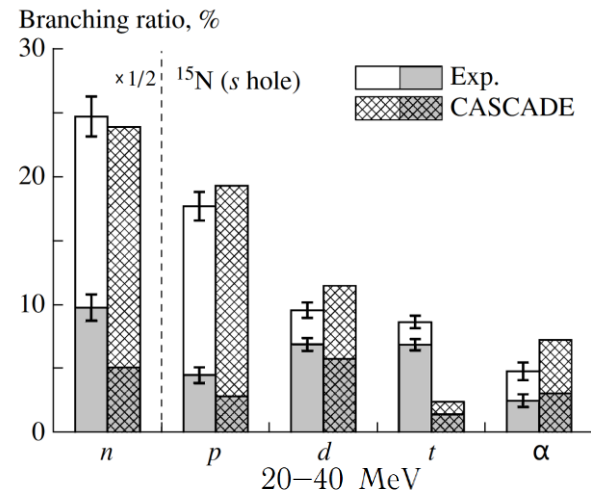 Branching ratio, %
30
×1/2
¹⁵N (s hole)
Exp.
CASCADE
20
10
0
n
p
d
t
α
20–40 MeV